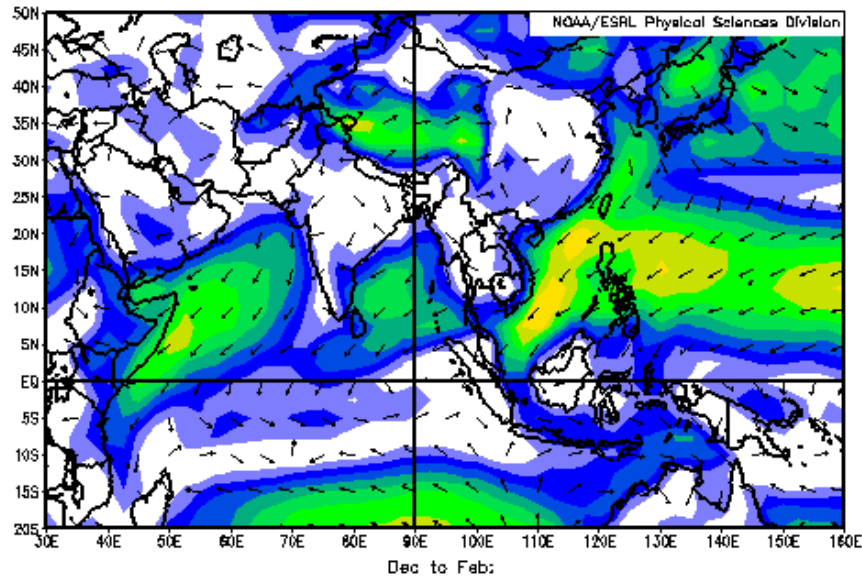 NOAA/ESRL Physical Sciences Division
50N
45N
40N
35N
30N
25N
20N
15N
10N
5N
EQ
5S
10S
15S
20S
30E 40E 50E 60E 70E 80E 90E 100E 110E 120E 130E 140E 150E 160E
Dec to Feb: